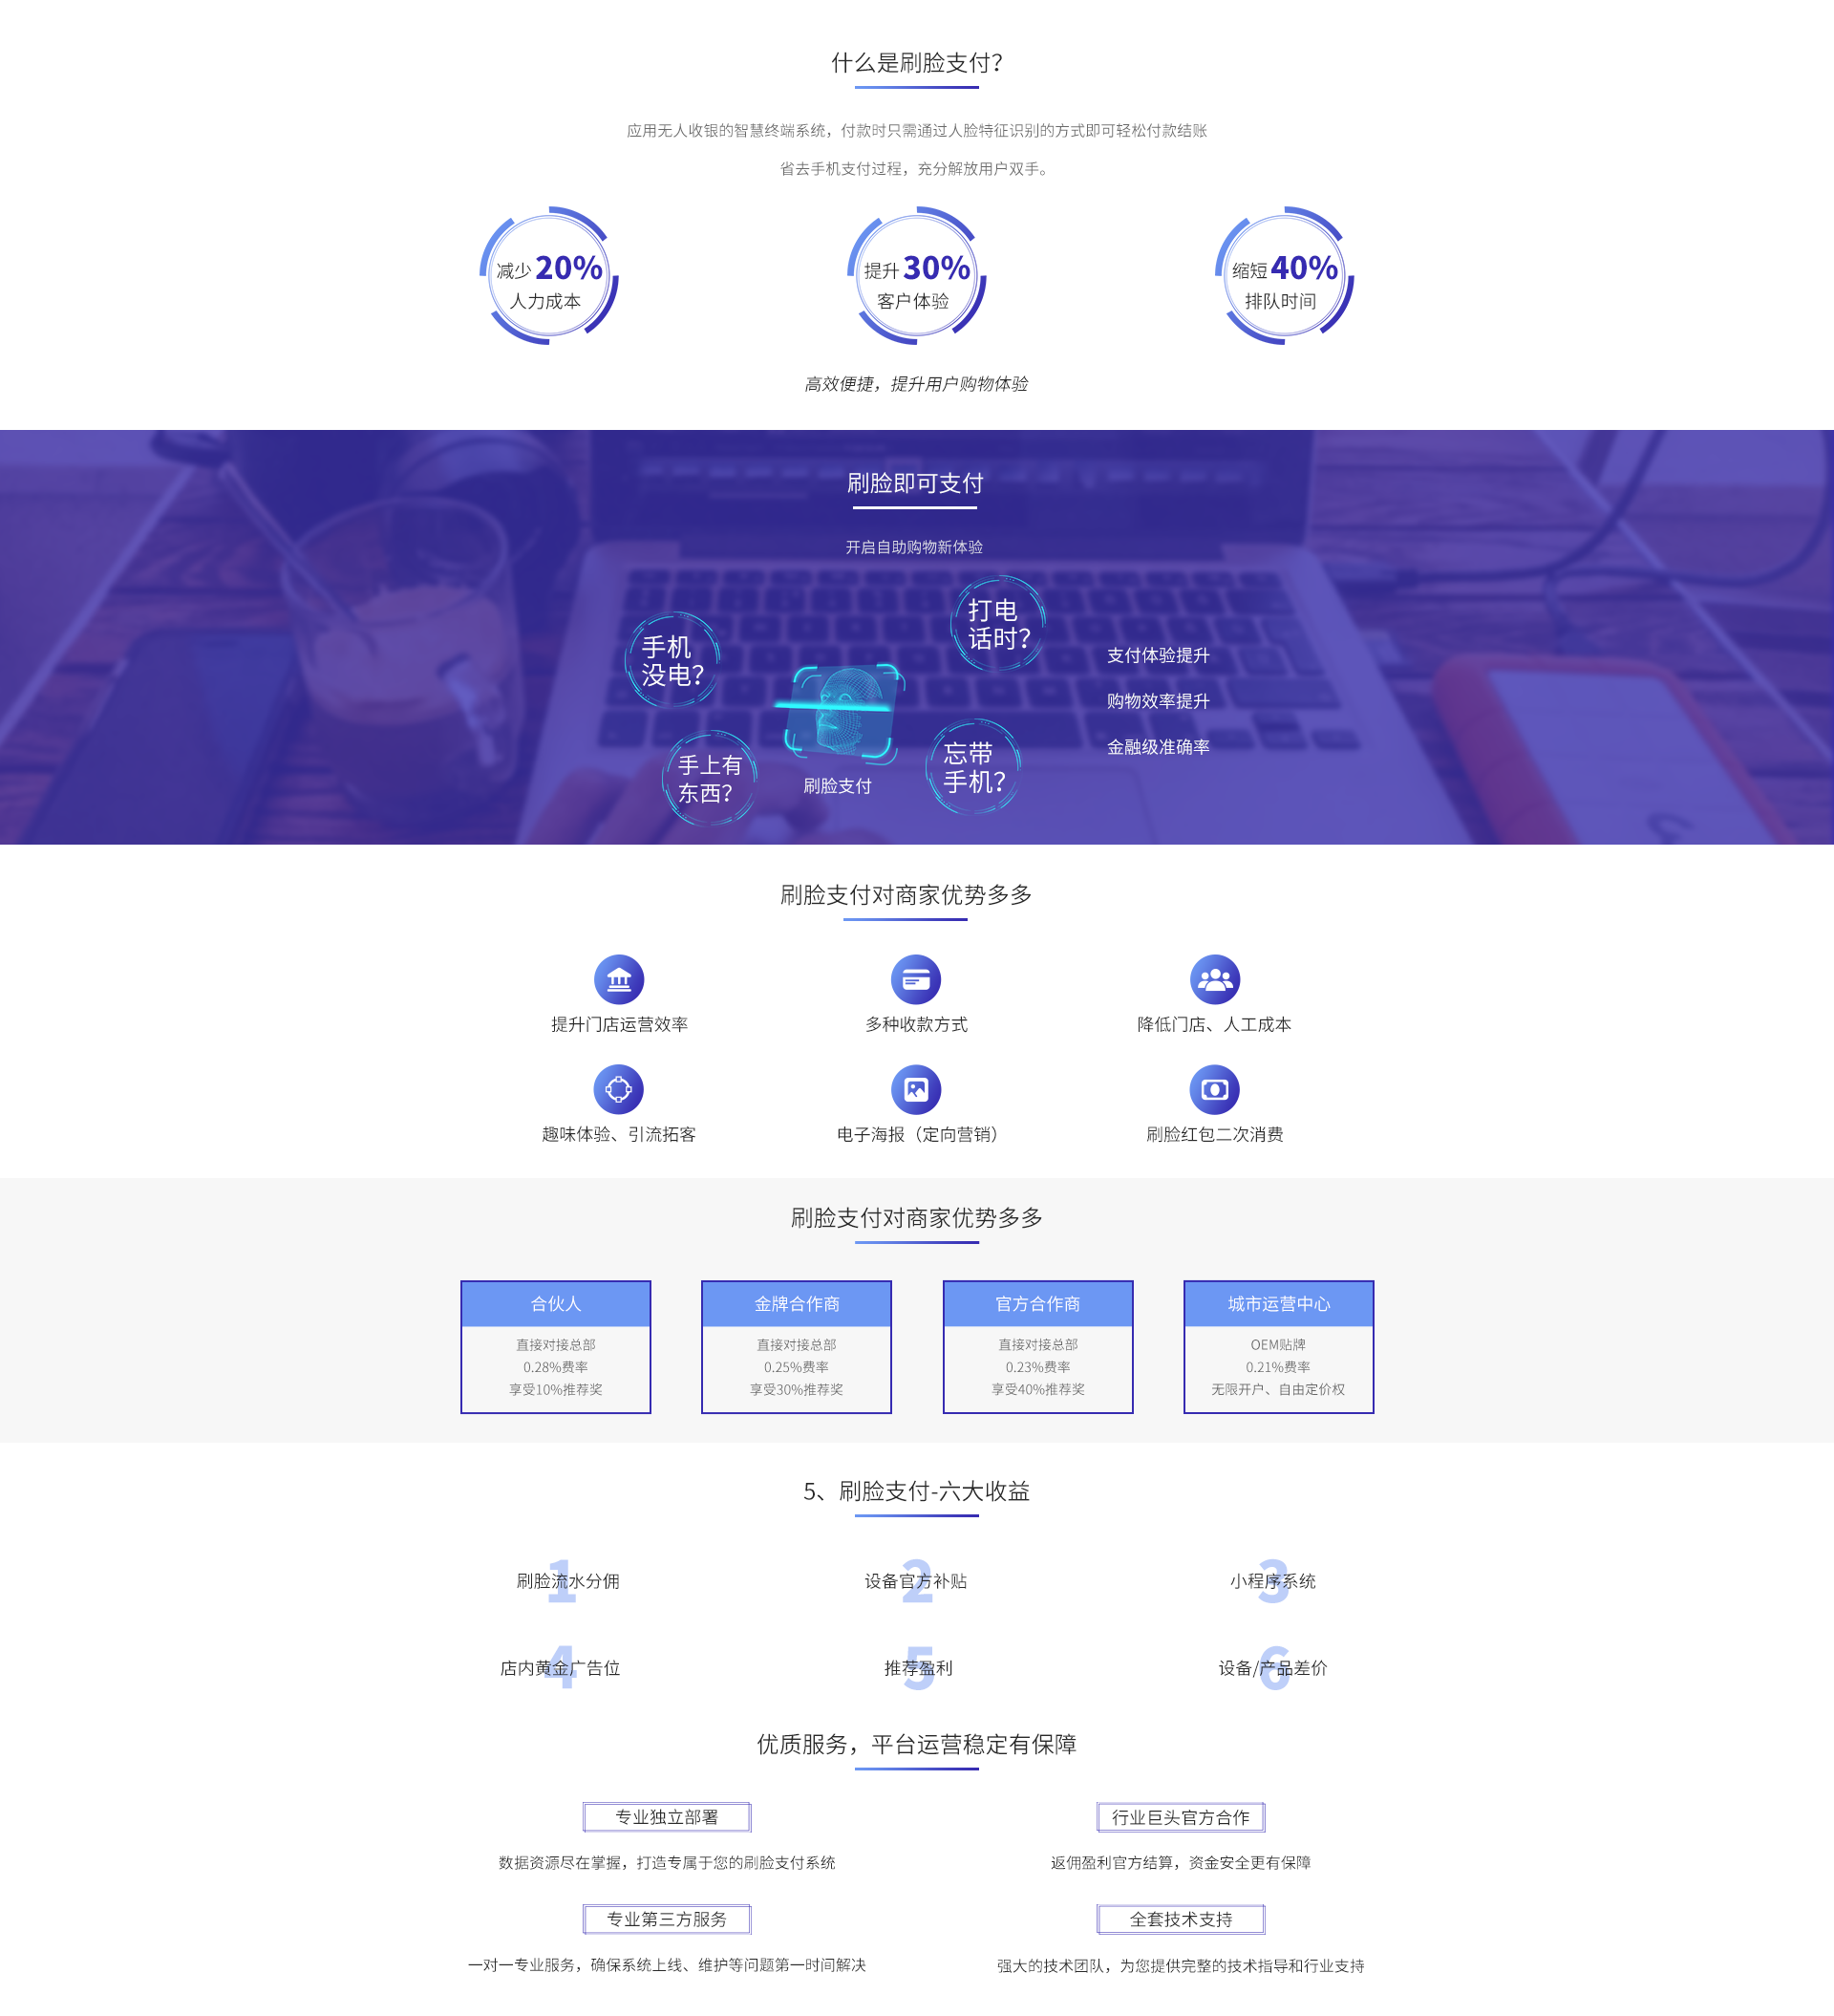 什么是刷脸支付？
应用无人收银的智慧终端系统，付款时只需通过人脸特征识别的方式即可轻松付款结账
省去手机支付过程，充分解放用户双手。
减少20%
人力成本
提升30%
客户体验
缩短40%
排队时间
高效便捷，提升用户购物体验
刷脸即可支付
开启自助购物新体验
手机
没电？
打电
话时？
手上有
东西？
刷脸支付
忘带
手机？
支付体验提升
购物效率提升
金融级准确率
刷脸支付对商家优势多多
提升门店运营效率
多种收款方式
降低门店、人工成本
趣味体验、引流拓客
电子海报（定向营销）
刷脸红包二次消费
刷脸支付对商家优势多多
合伙人
直接对接总部
0.28%费率
享受10%推荐奖
金牌合作商
直接对接总部
0.25%费率
享受30%推荐奖
官方合作商
直接对接总部
0.23%费率
享受40%推荐奖
城市运营中心
OEM贴牌
0.21%费率
无限开户、自由定价权
5、刷脸支付-六大收益
1
刷脸流水分佣
2
设备官方补贴
3
小程序系统
4
店内黄金广告位
5
推荐盈利
6
设备/产品差价
优质服务，平台运营稳定有保障
专业独立部署
数据资源尽在掌握，打造专属于您的刷脸支付系统
行业巨头官方合作
返佣盈利官方结算，资金安全更有保障
专业第三方服务
一对一专业服务，确保系统上线、维护等问题第一时间解决
全套技术支持
强大的技术团队，为您提供完整的技术指导和行业支持